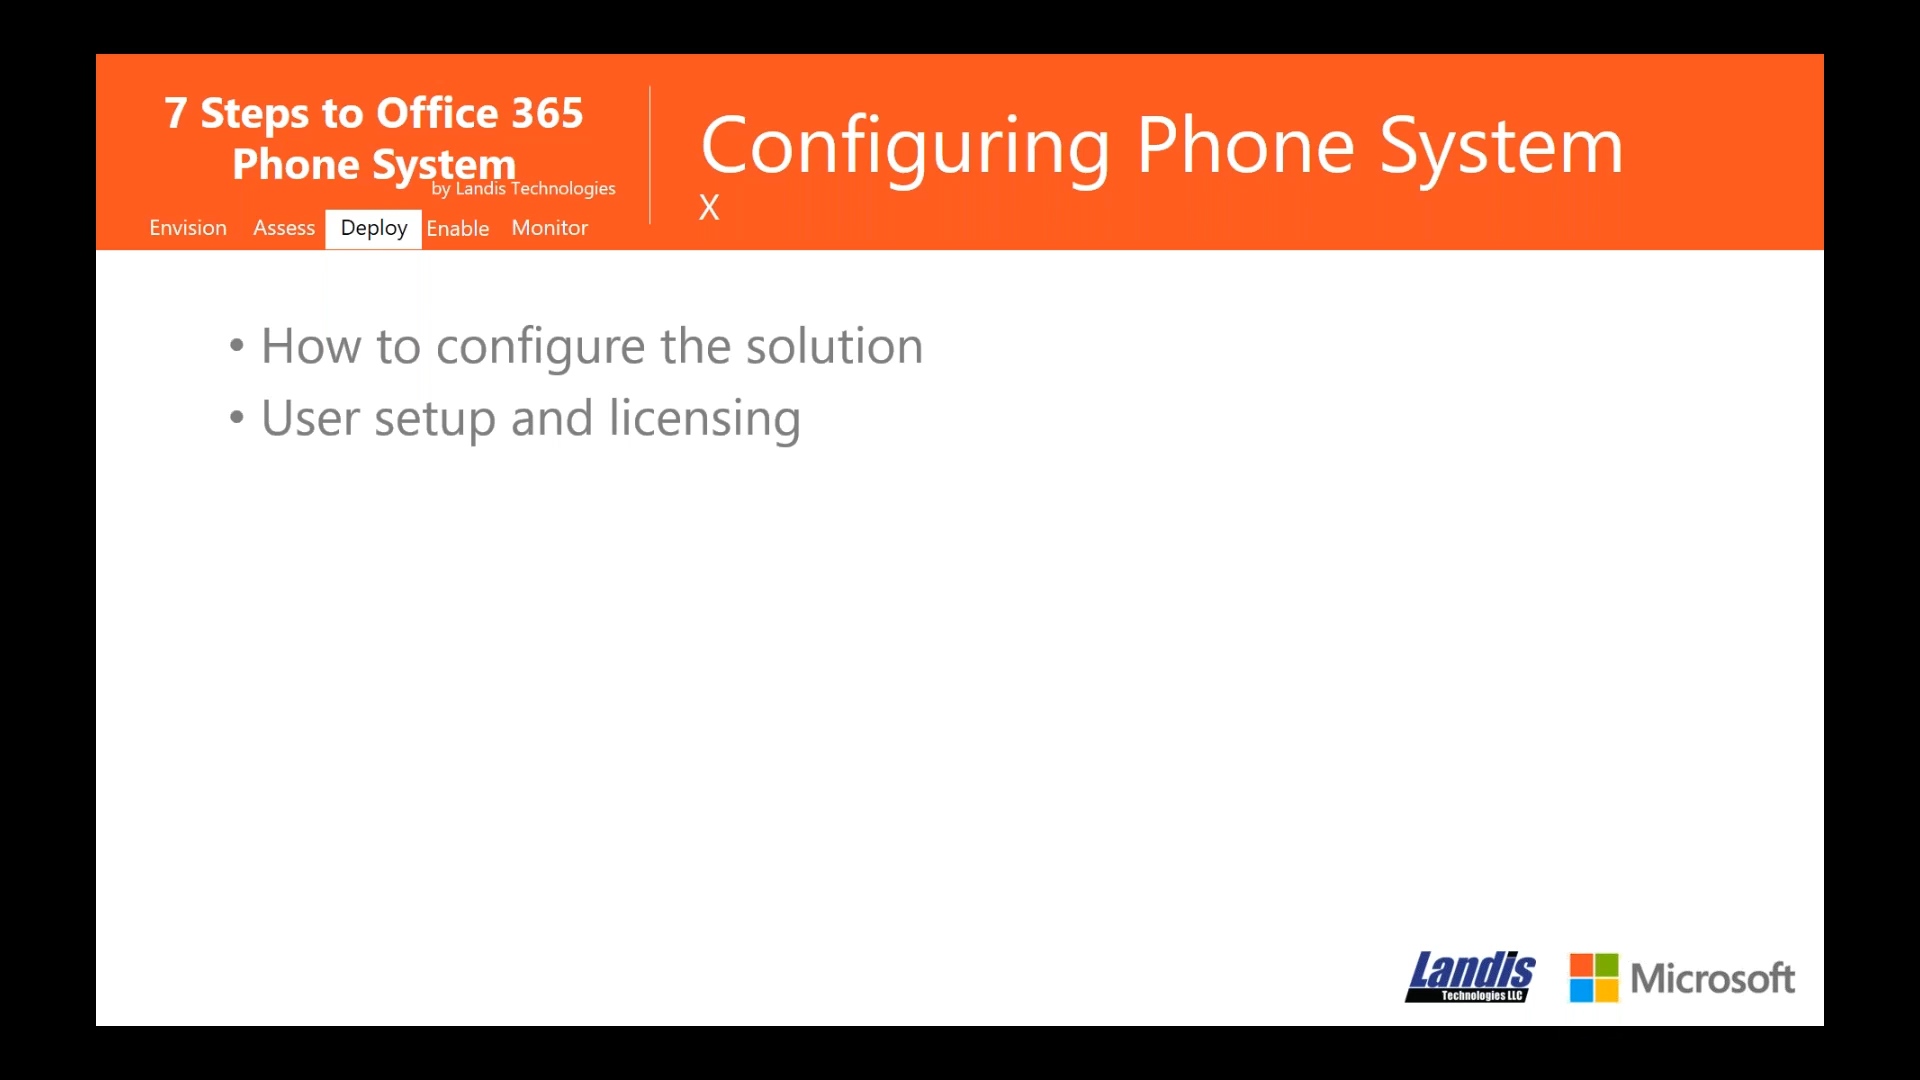 7 Steps to Office 365
Phone System
by Landis Technologies
Envision Assess Deploy Enable Monitor
Configuring Phone System
X
• How to configure the solution
• User setup and licensing
Landis
Technologies LLC
Microsoft